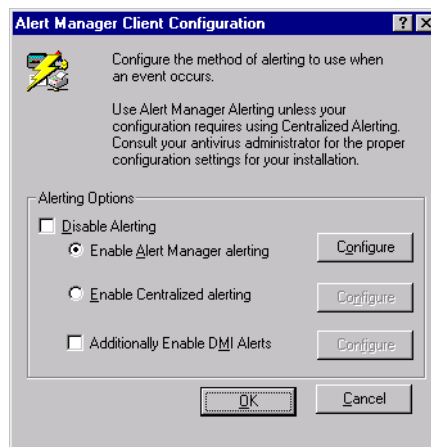 Alert Manager Client Configuration
Configure the method of alerting to use when
an event occurs.
Use Alert Manager Alerting unless your
configuration requires using Centralized Alerting.
Consult your antivirus administrator for the proper
configuration settings for your installation.
Alerting Options
Disable Alerting
Enable Alert Manager alerting
Configure
Enable Centralized alerting
Configure
Additionally Enable DMI Alerts
Configure
OK
Cancel